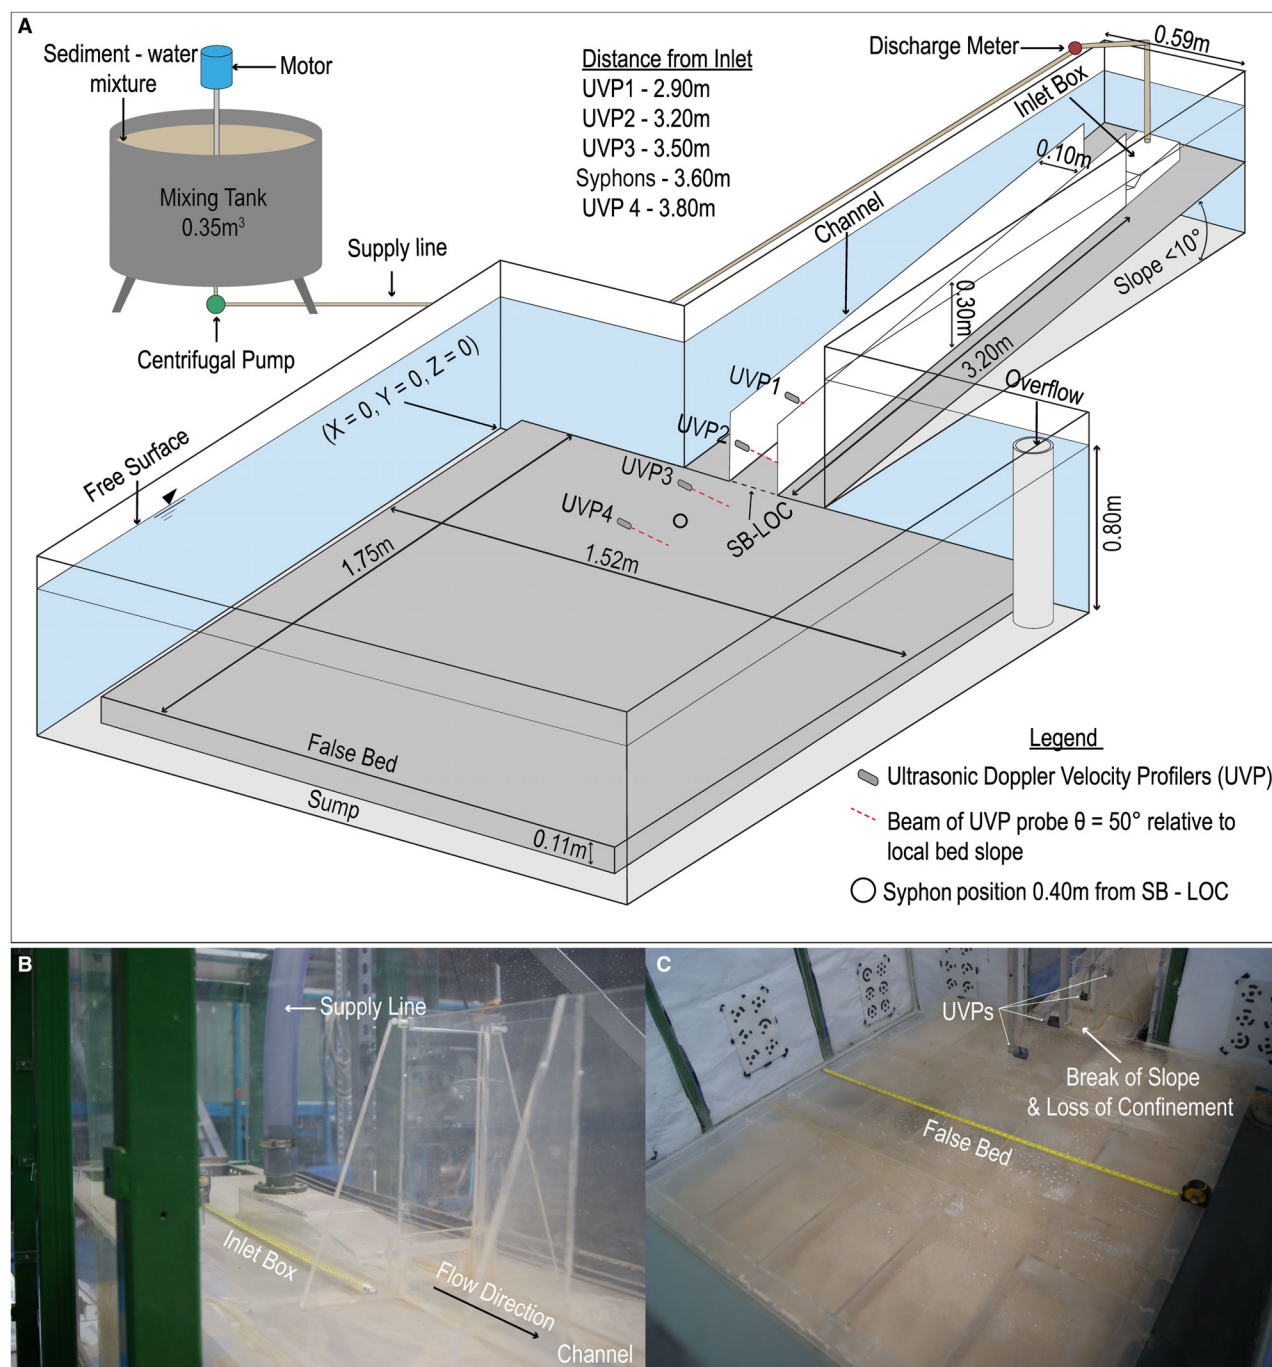 A
Sediment - water
mixture
Motor
Mixing Tank
0.35m³
Supply line
Centrifugal Pump
Distance from Inlet
UVP1 - 2.90m
UVP2 - 3.20m
UVP3 - 3.50m
Syphons - 3.60m
UVP 4 - 3.80m
Discharge Meter
0.59m
Inlet Box
0.10m
Channel
Slope <10°
0.30m
3.20m
Overflow
(X = 0, Y = 0, Z = 0)
Free Surface
UVP1
UVP2
UVP3
UVP4
SB-LOC
0.80m
1.75m
1.52m
False Bed
Sump
0.11m
Legend
Ultrasonic Doppler Velocity Profilers (UVP)
Beam of UVP probe θ = 50° relative to
local bed slope
Syphon position 0.40m from SB - LOC
B
Supply Line
Inlet Box
Flow Direction
Channel
C
UVPs
Break of Slope
& Loss of Confinement
False Bed